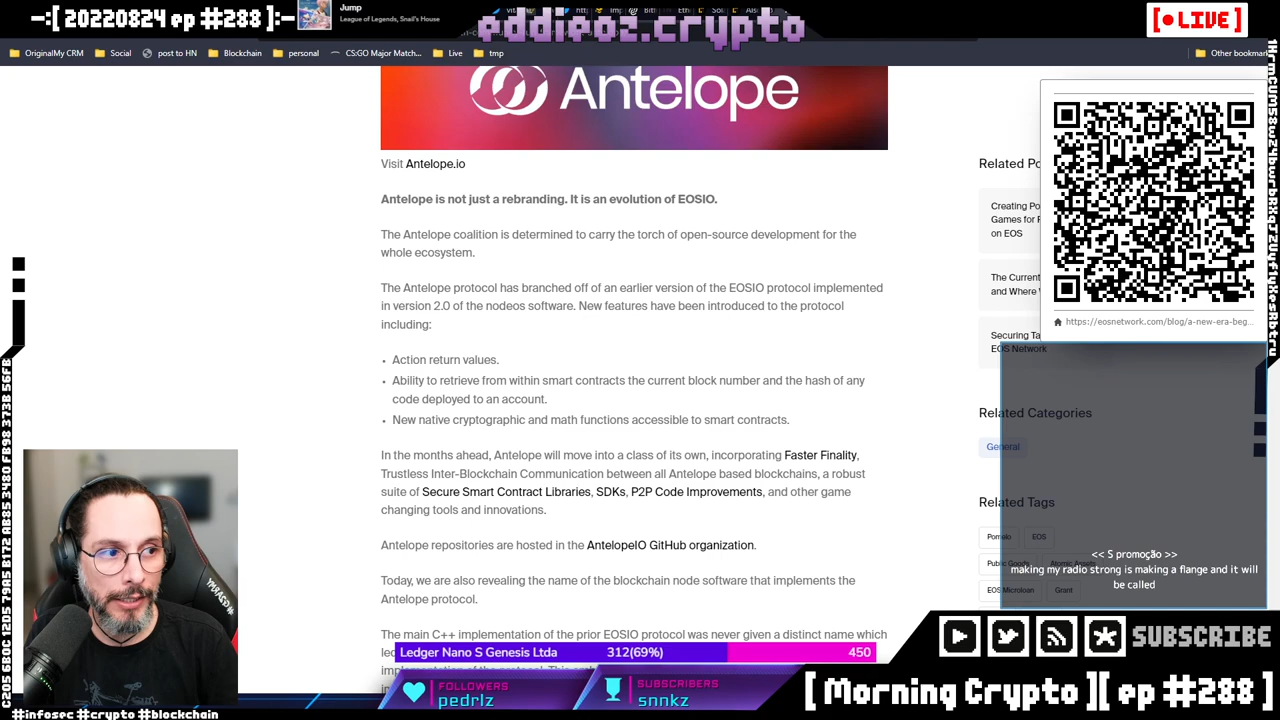 -:[ 20220824 ep #288 ]:-
Jump
League of Legends, Snail's House
eddieoz.crypto
[● LIVE]
OriginalMy CRM
Social
post to HN
Blockchain
personal
CS:GO Major Match...
Live
tmp
Other bookmark
Antelope
Visit Antelope.io
Antelope is not just a rebranding. It is an evolution of EOSIO.
The Antelope coalition is determined to carry the torch of open-source development for the
whole ecosystem.
The Antelope protocol has branched off of an earlier version of the EOSIO protocol implemented
in version 2.0 of the nodeos software. New features have been introduced to the protocol
including:
• Action return values.
• Ability to retrieve from within smart contracts the current block number and the hash of any
code deployed to an account.
• New native cryptographic and math functions accessible to smart contracts.
In the months ahead, Antelope will move into a class of its own, incorporating Faster Finality,
Trustless Inter-Blockchain Communication between all Antelope based blockchains, a robust
suite of Secure Smart Contract Libraries, SDKs, P2P Code Improvements, and other game
changing tools and innovations.
Antelope repositories are hosted in the AntelopeIO GitHub organization.
Today, we are also revealing the name of the blockchain node software that implements the
Antelope protocol.
The main C++ implementation of the prior EOSIO protocol was never given a distinct name which
Related Po
Creating Po
Games for F
on EOS
The Current
and Where
Securing Ta
EOS Network
https://eosnetwork.com/blog/a-new-era-beg...
Related Categories
General
Related Tags
Pomelo
EOS
Public Goods
Atomic Assets
EOS Microloan
Grant
<< S promoção >>
making my radio strong is making a flange and it will
be called
Ledger Nano S Genesis Ltda
312(69%)
450
FOLLOWERS
pedrlz
SUBSCRIBERS
snnkz
SUBSCRIBE
[ Morning Crypto ][ ep #288 ]
#infosec #crypto #blockchain